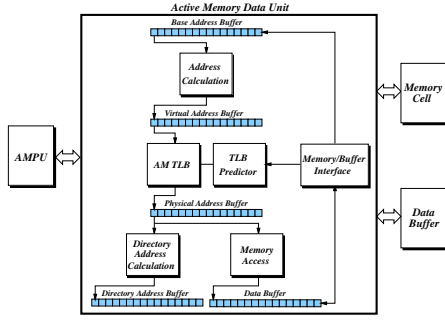 Active Memory Data Unit
Base Address Buffer
Address
Calculation
Memory
Cell
Virtual Address Buffer
AMPU
AM TLB
TLB
Predictor
Memory/Buffer
Interface
Physical Address Buffer
Data
Buffer
Directory
Address
Calculation
Memory
Access
Directory Address Buffer
Data Buffer